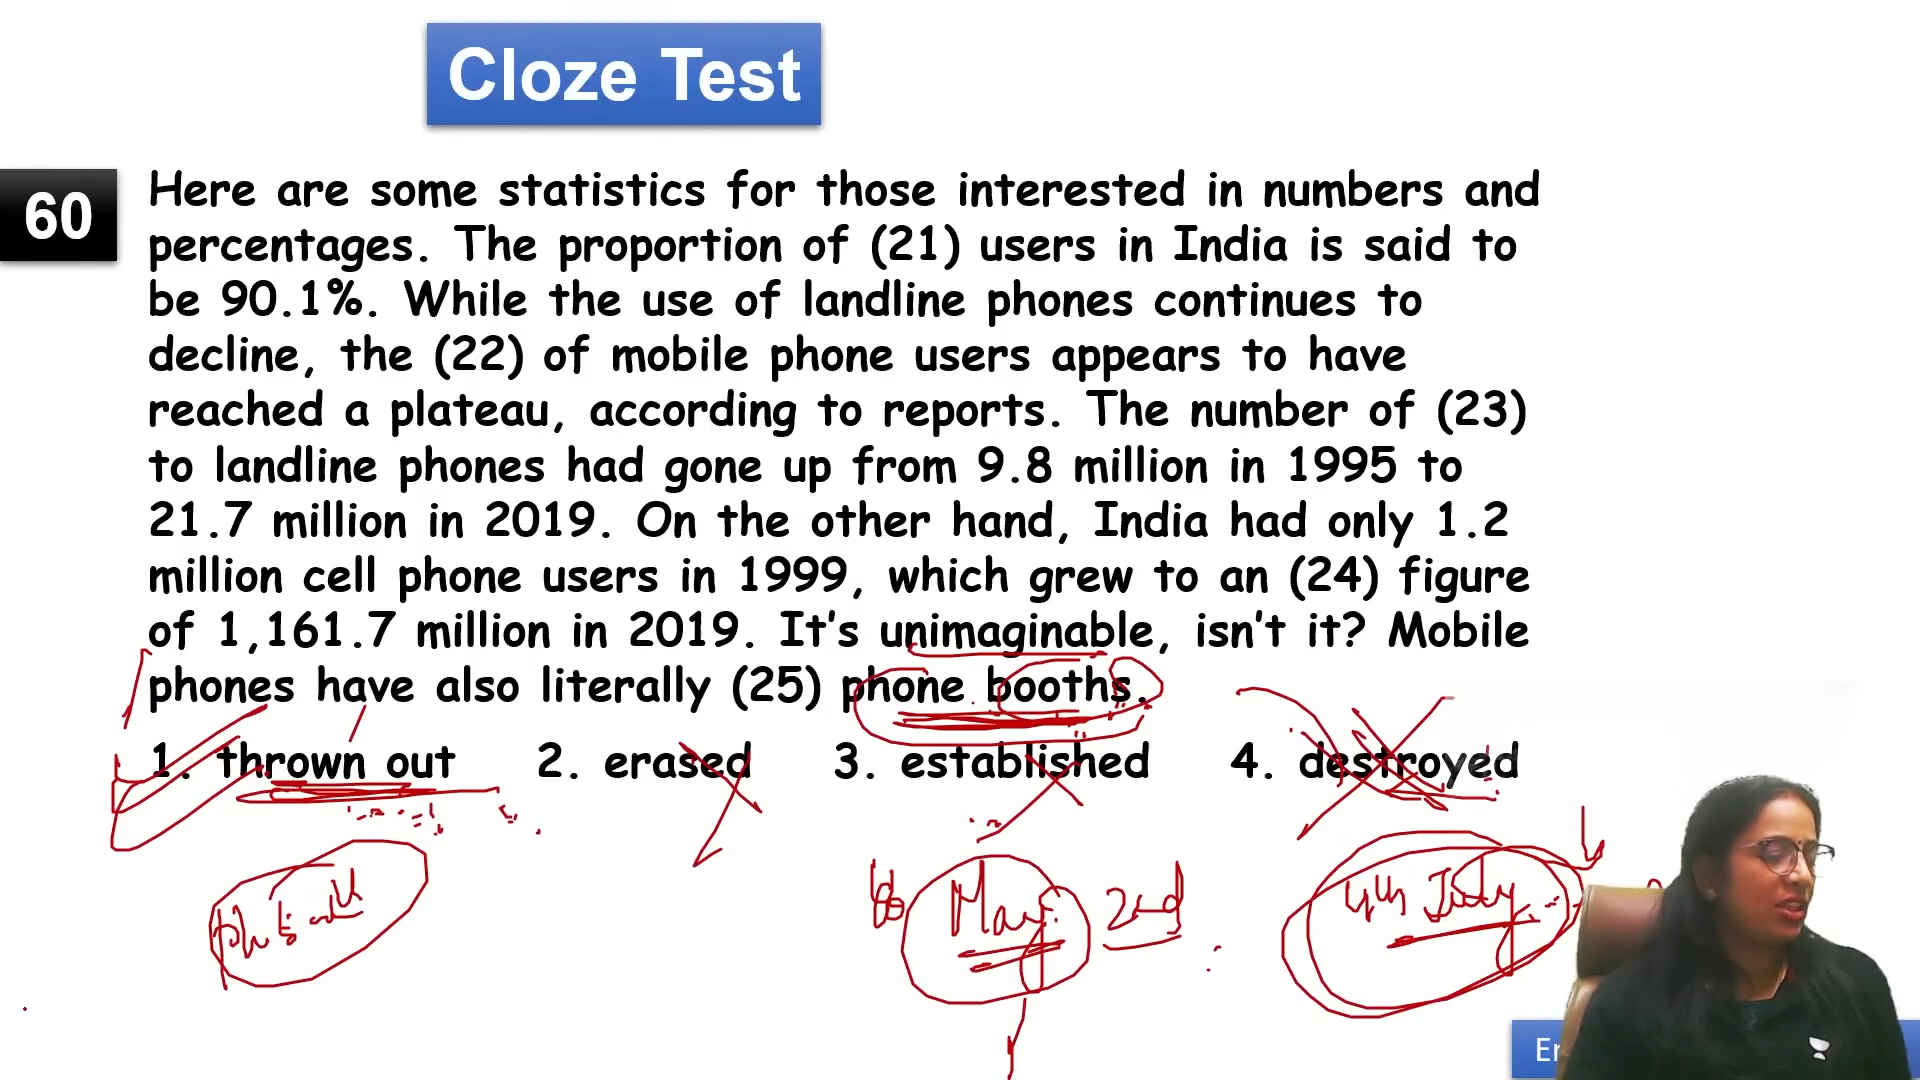 Cloze Test
60
Here are some statistics for those interested in numbers and
percentages. The proportion of (21) users in India is said to
be 90.1%. While the use of landline phones continues to
decline, the (22) of mobile phone users appears to have
reached a plateau, according to reports. The number of (23)
to landline phones had gone up from 9.8 million in 1995 to
21.7 million in 2019. On the other hand, India had only 1.2
million cell phone users in 1999, which grew to an (24) figure
of 1,161.7 million in 2019. It's unimaginable, isn't it? Mobile
phones have also literally (25) phone booths.
1. thrown out 2. erased 3. established 4. destroyed
May 2nd 4th July